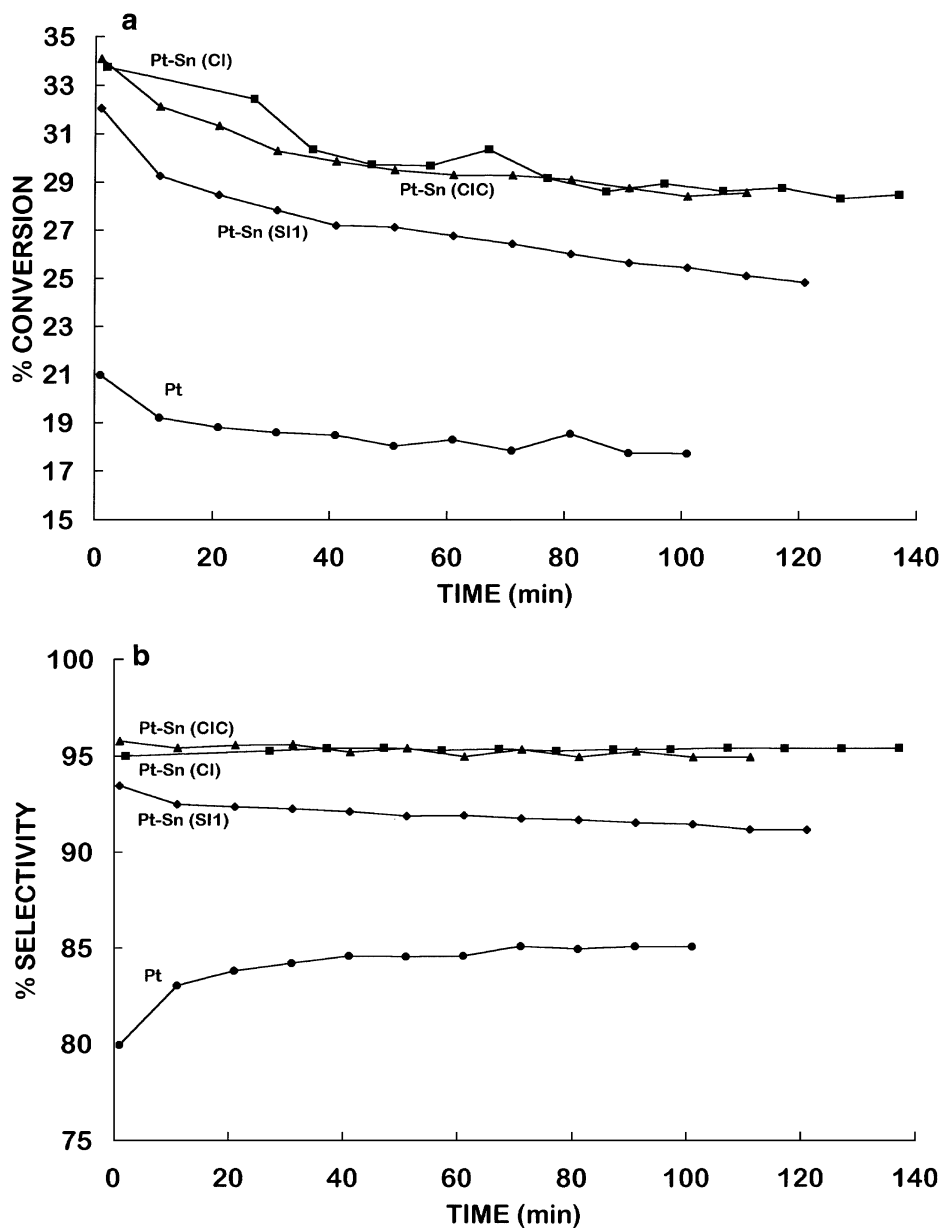 a
35
33
31
29
27
25
23
21
19
17
15
% CONVERSION
Pt-Sn (CI)
Pt-Sn (CIC)
Pt-Sn (SI1)
Pt
0 20 40 60 80 100 120 140
TIME (min)
b
100
95
90
85
80
75
% SELECTIVITY
Pt-Sn (CIC)
Pt-Sn (CI)
Pt-Sn (SI1)
Pt
0 20 40 60 80 100 120 140
TIME (min)